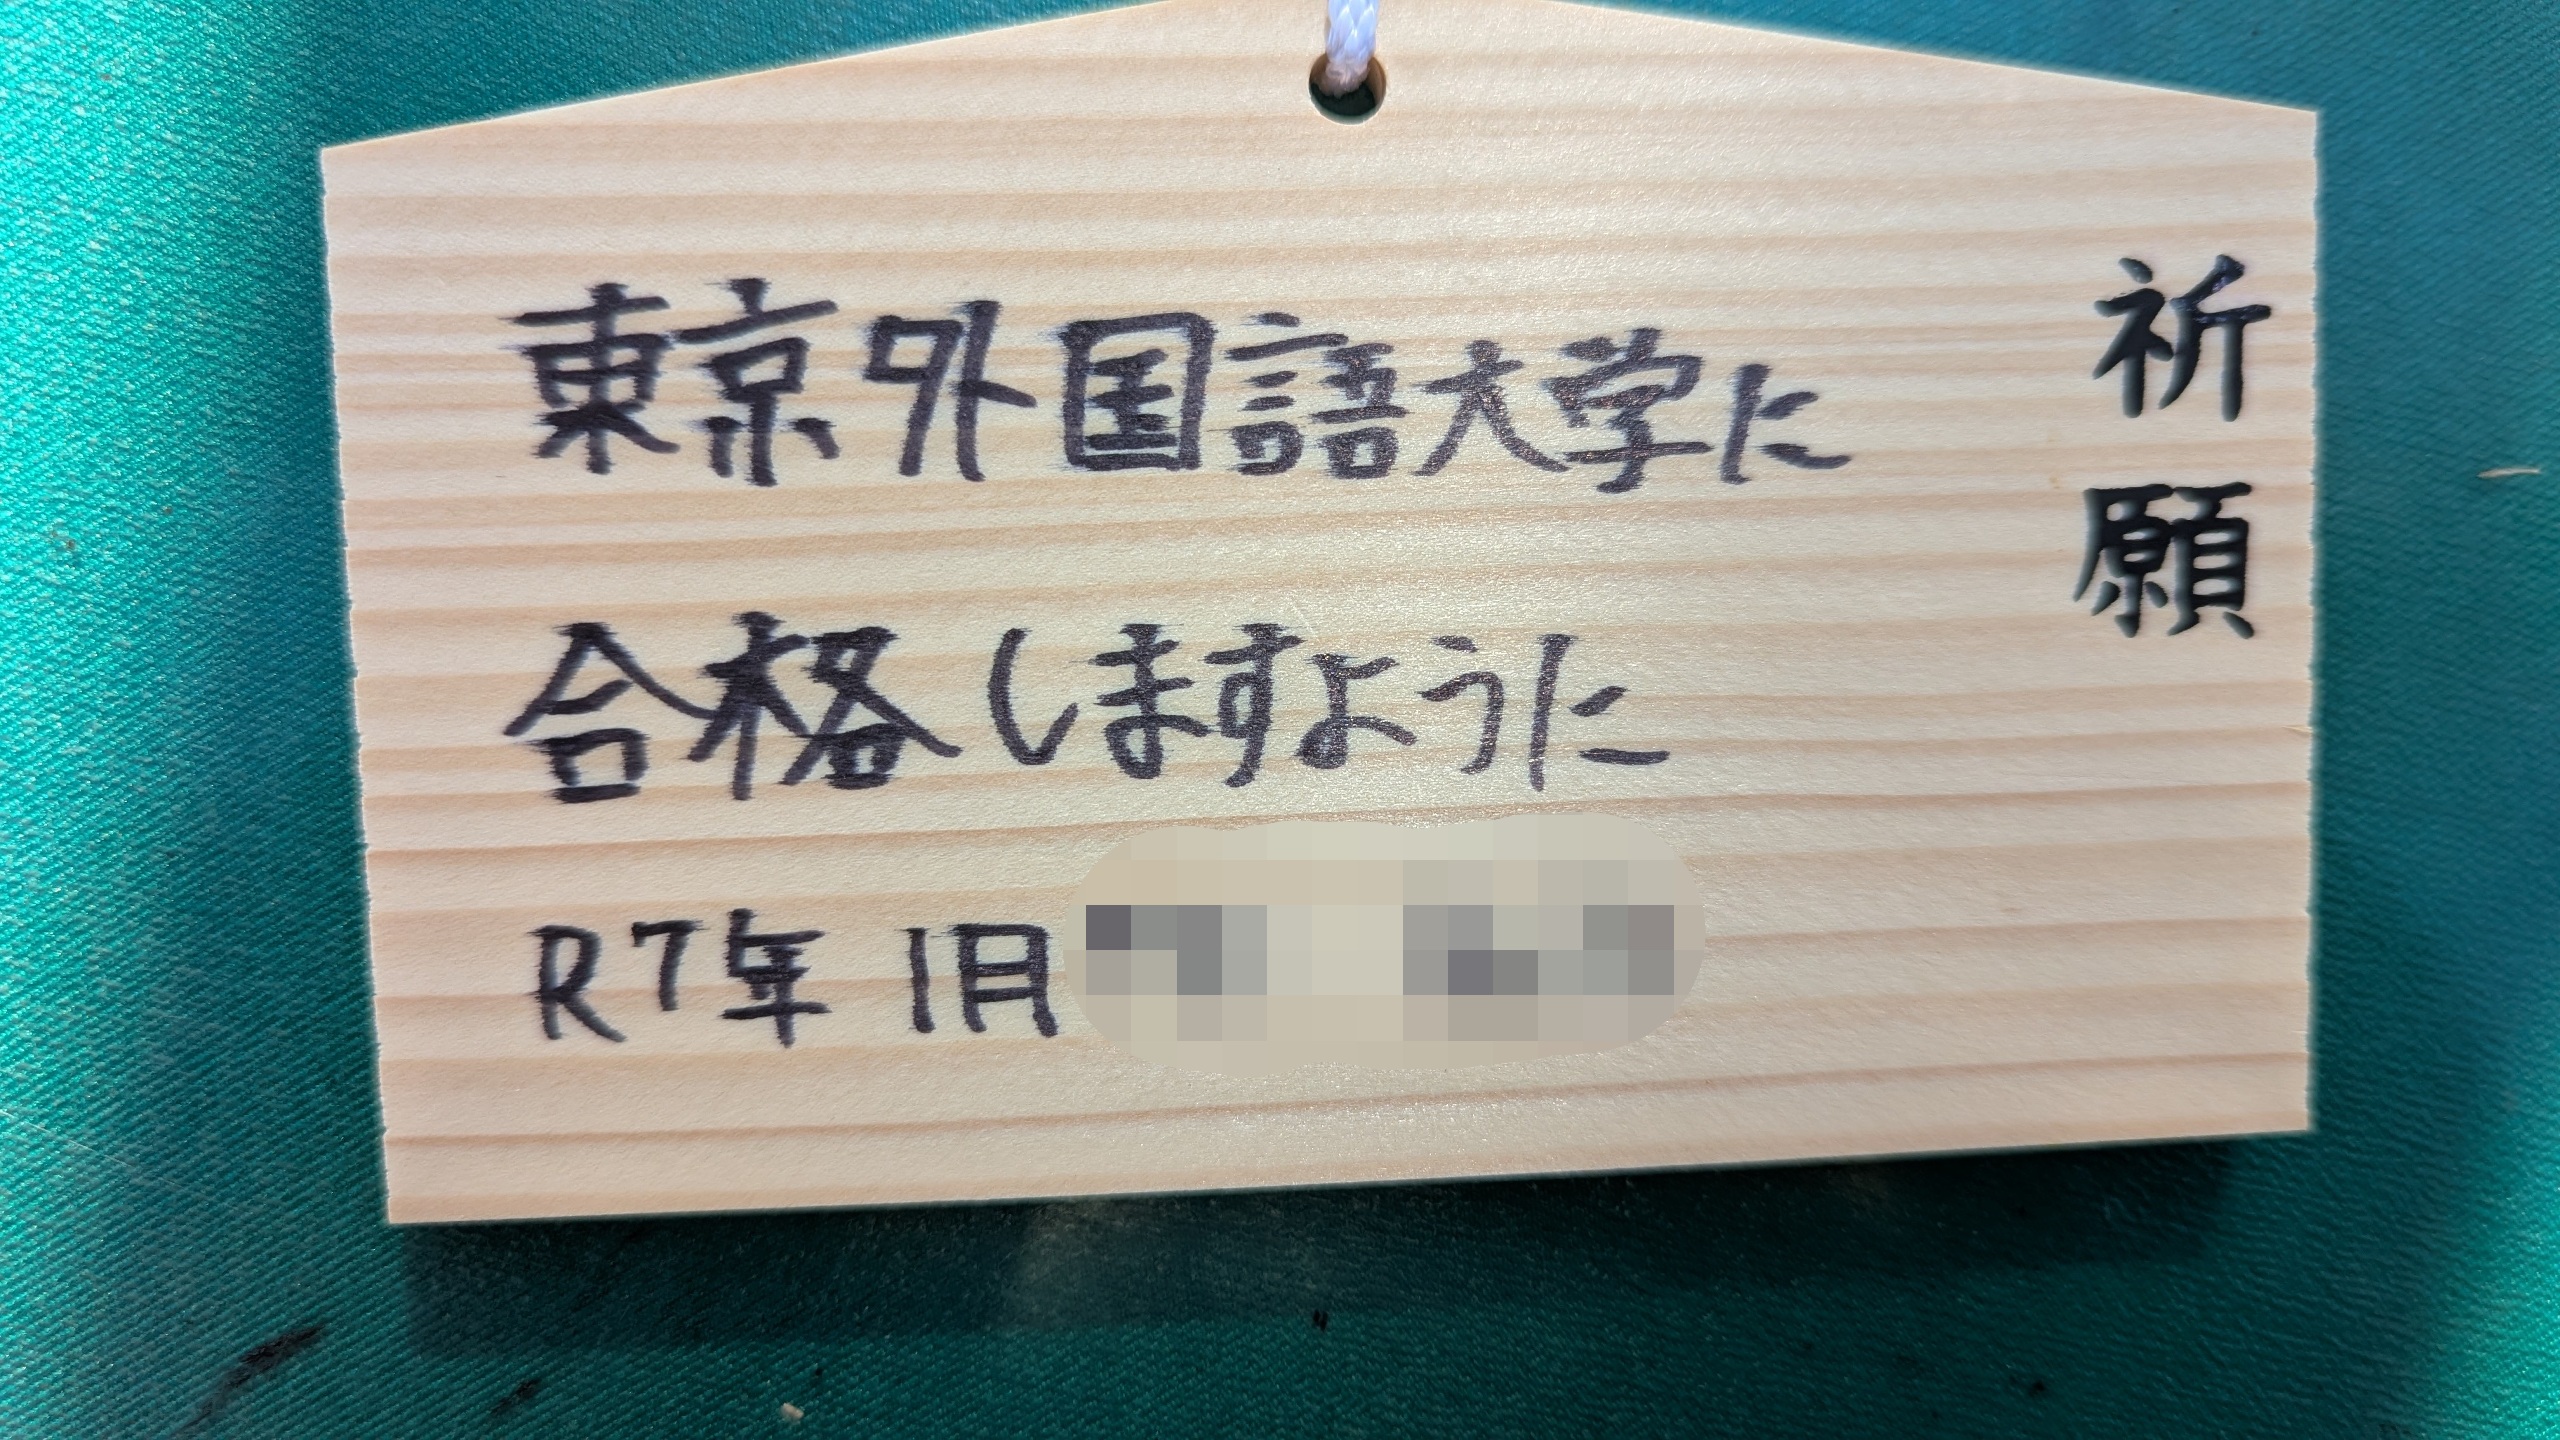 祈願
東京外国語大学に
合格しますように
R7年 1月